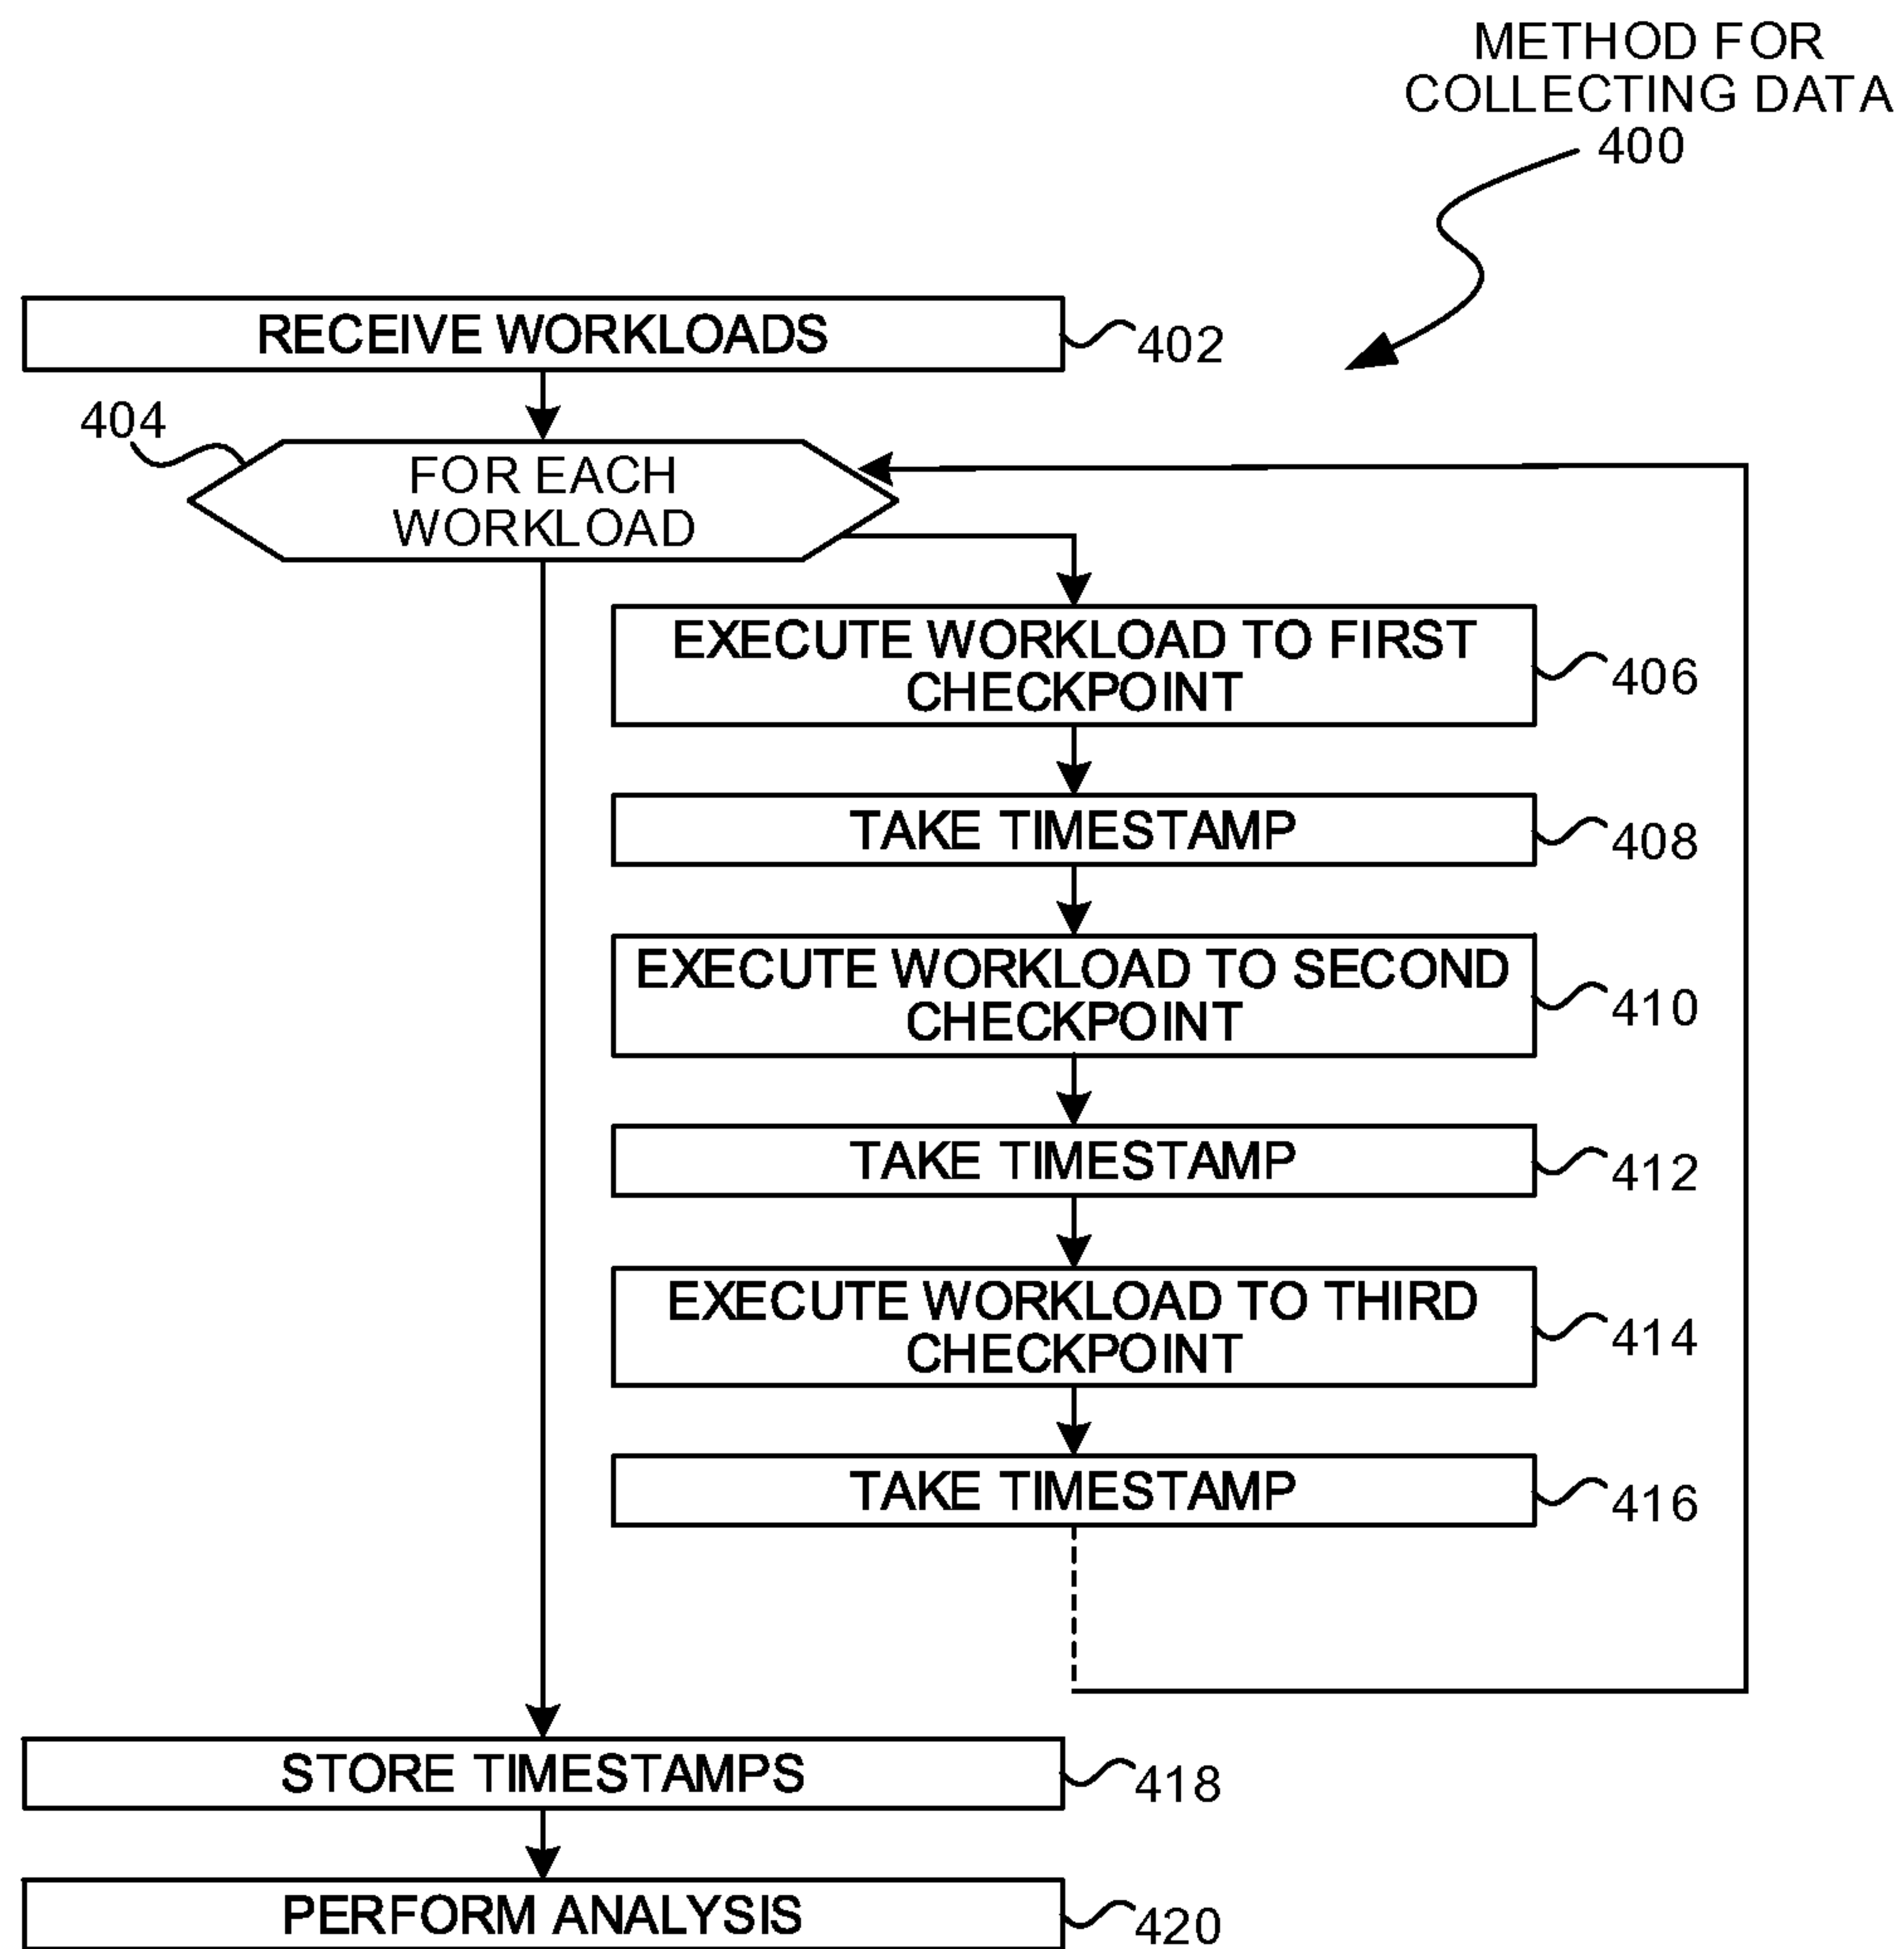 METHOD FOR
COLLECTING DATA
400
RECEIVE WORKLOADS
402
404
FOR EACH
WORKLOAD
EXECUTE WORKLOAD TO FIRST
CHECKPOINT
406
TAKE TIMESTAMP
408
EXECUTE WORKLOAD TO SECOND
CHECKPOINT
410
TAKE TIMESTAMP
412
EXECUTE WORKLOAD TO THIRD
CHECKPOINT
414
TAKE TIMESTAMP
416
STORE TIMESTAMPS
418
PERFORM ANALYSIS
420